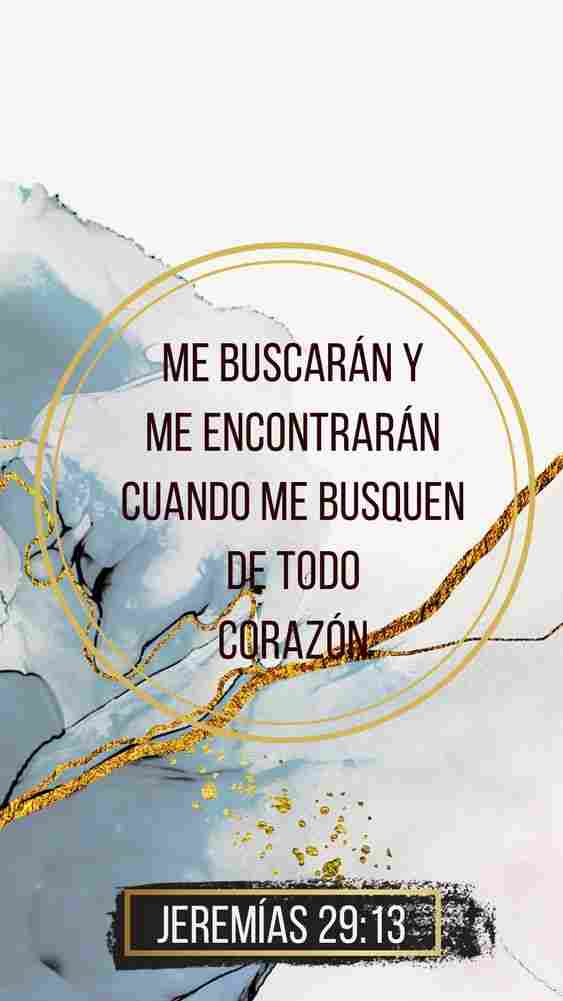 ME BUSCARÁN Y
ME ENCONTRARÁN
CUANDO ME BUSQUEN
DE TODO
CORAZÓN.
JEREMÍAS 29:13